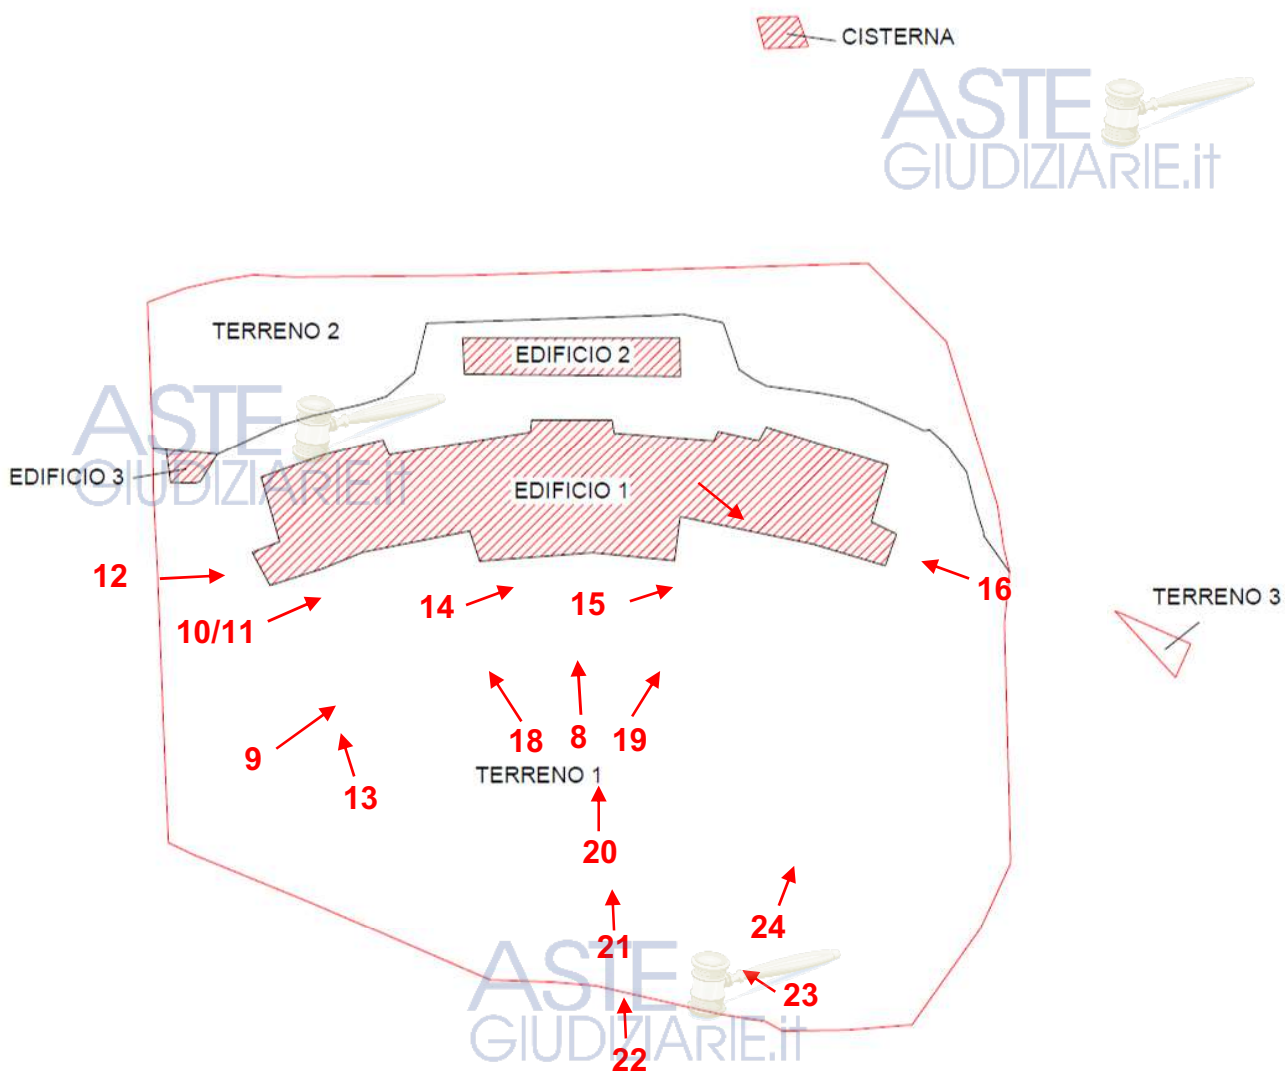 CISTERNA
ASTE
GIUDIZIARIE.it
TERRENO 2
EDIFICIO 2
ASTE
GIUDIZIARIE.it
EDIFICIO 3
EDIFICIO 1
12
16
TERRENO 3
10/11
14
15
9
13
18
8
19
TERRENO 1
20
24
21
ASTE
GIUDIZIARIE.it
23
22